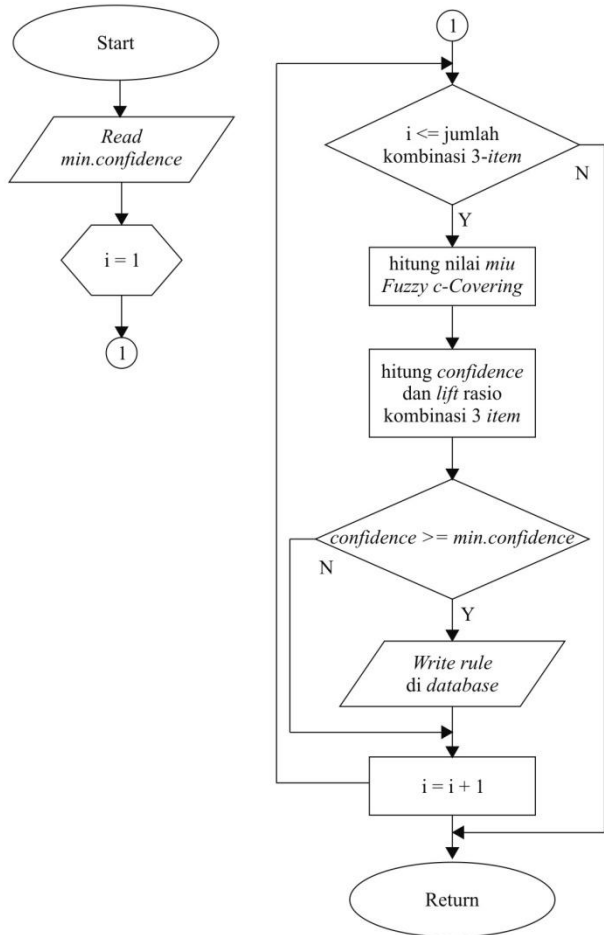 Start
Read
min.confidence
i = 1
1
1
i <= jumlah
kombinasi 3-item
N
Y
hitung nilai miu
Fuzzy c-Covering
hitung confidence
dan lift rasio
kombinasi 3 item
confidence >= min.confidence
N
Y
Write rule
di database
i = i + 1
Return